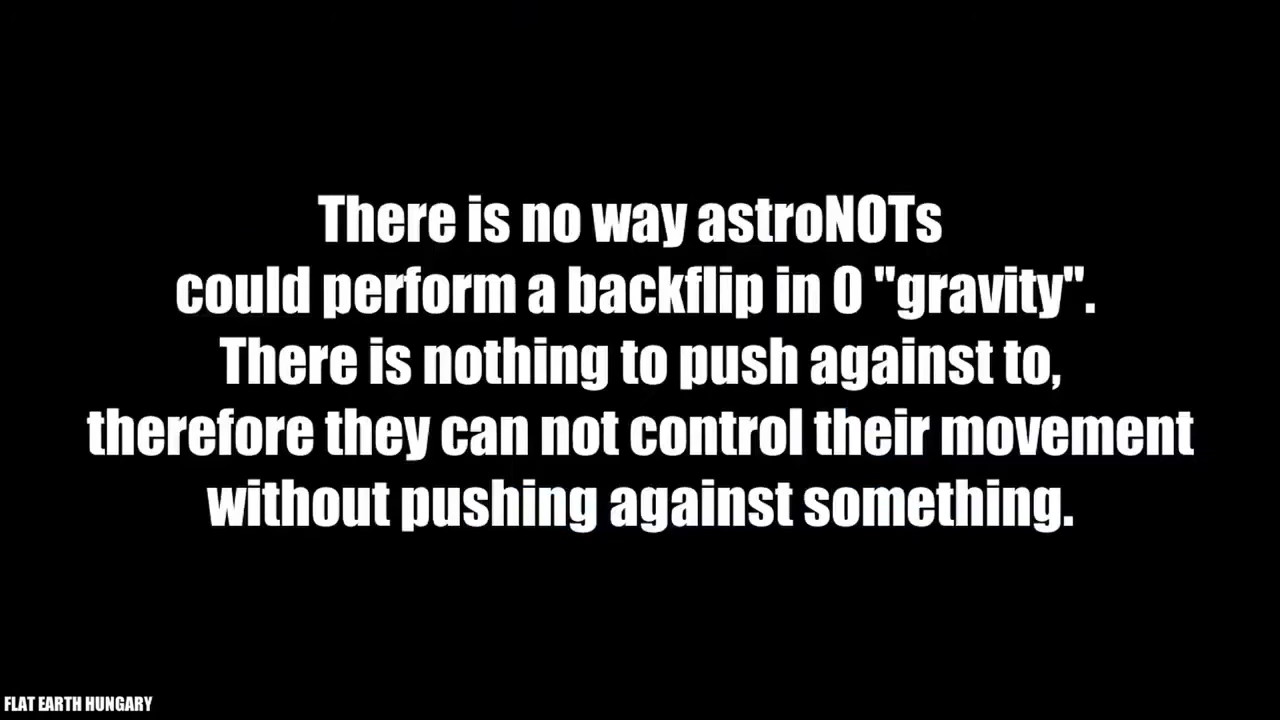 There is no way astroNOTs
could perform a backflip in 0 "gravity".
There is nothing to push against to,
therefore they can not control their movement
without pushing against something.
FLAT EARTH HUNGARY